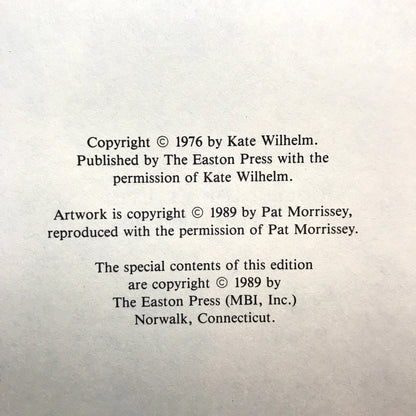 Copyright © 1976 by Kate Wilhelm.
Published by The Easton Press with the
permission of Kate Wilhelm.
Artwork is copyright © 1989 by Pat Morrissey,
reproduced with the permission of Pat Morrissey.
The special contents of this edition
are copyright © 1989 by
The Easton Press (MBI, Inc.)
Norwalk, Connecticut.